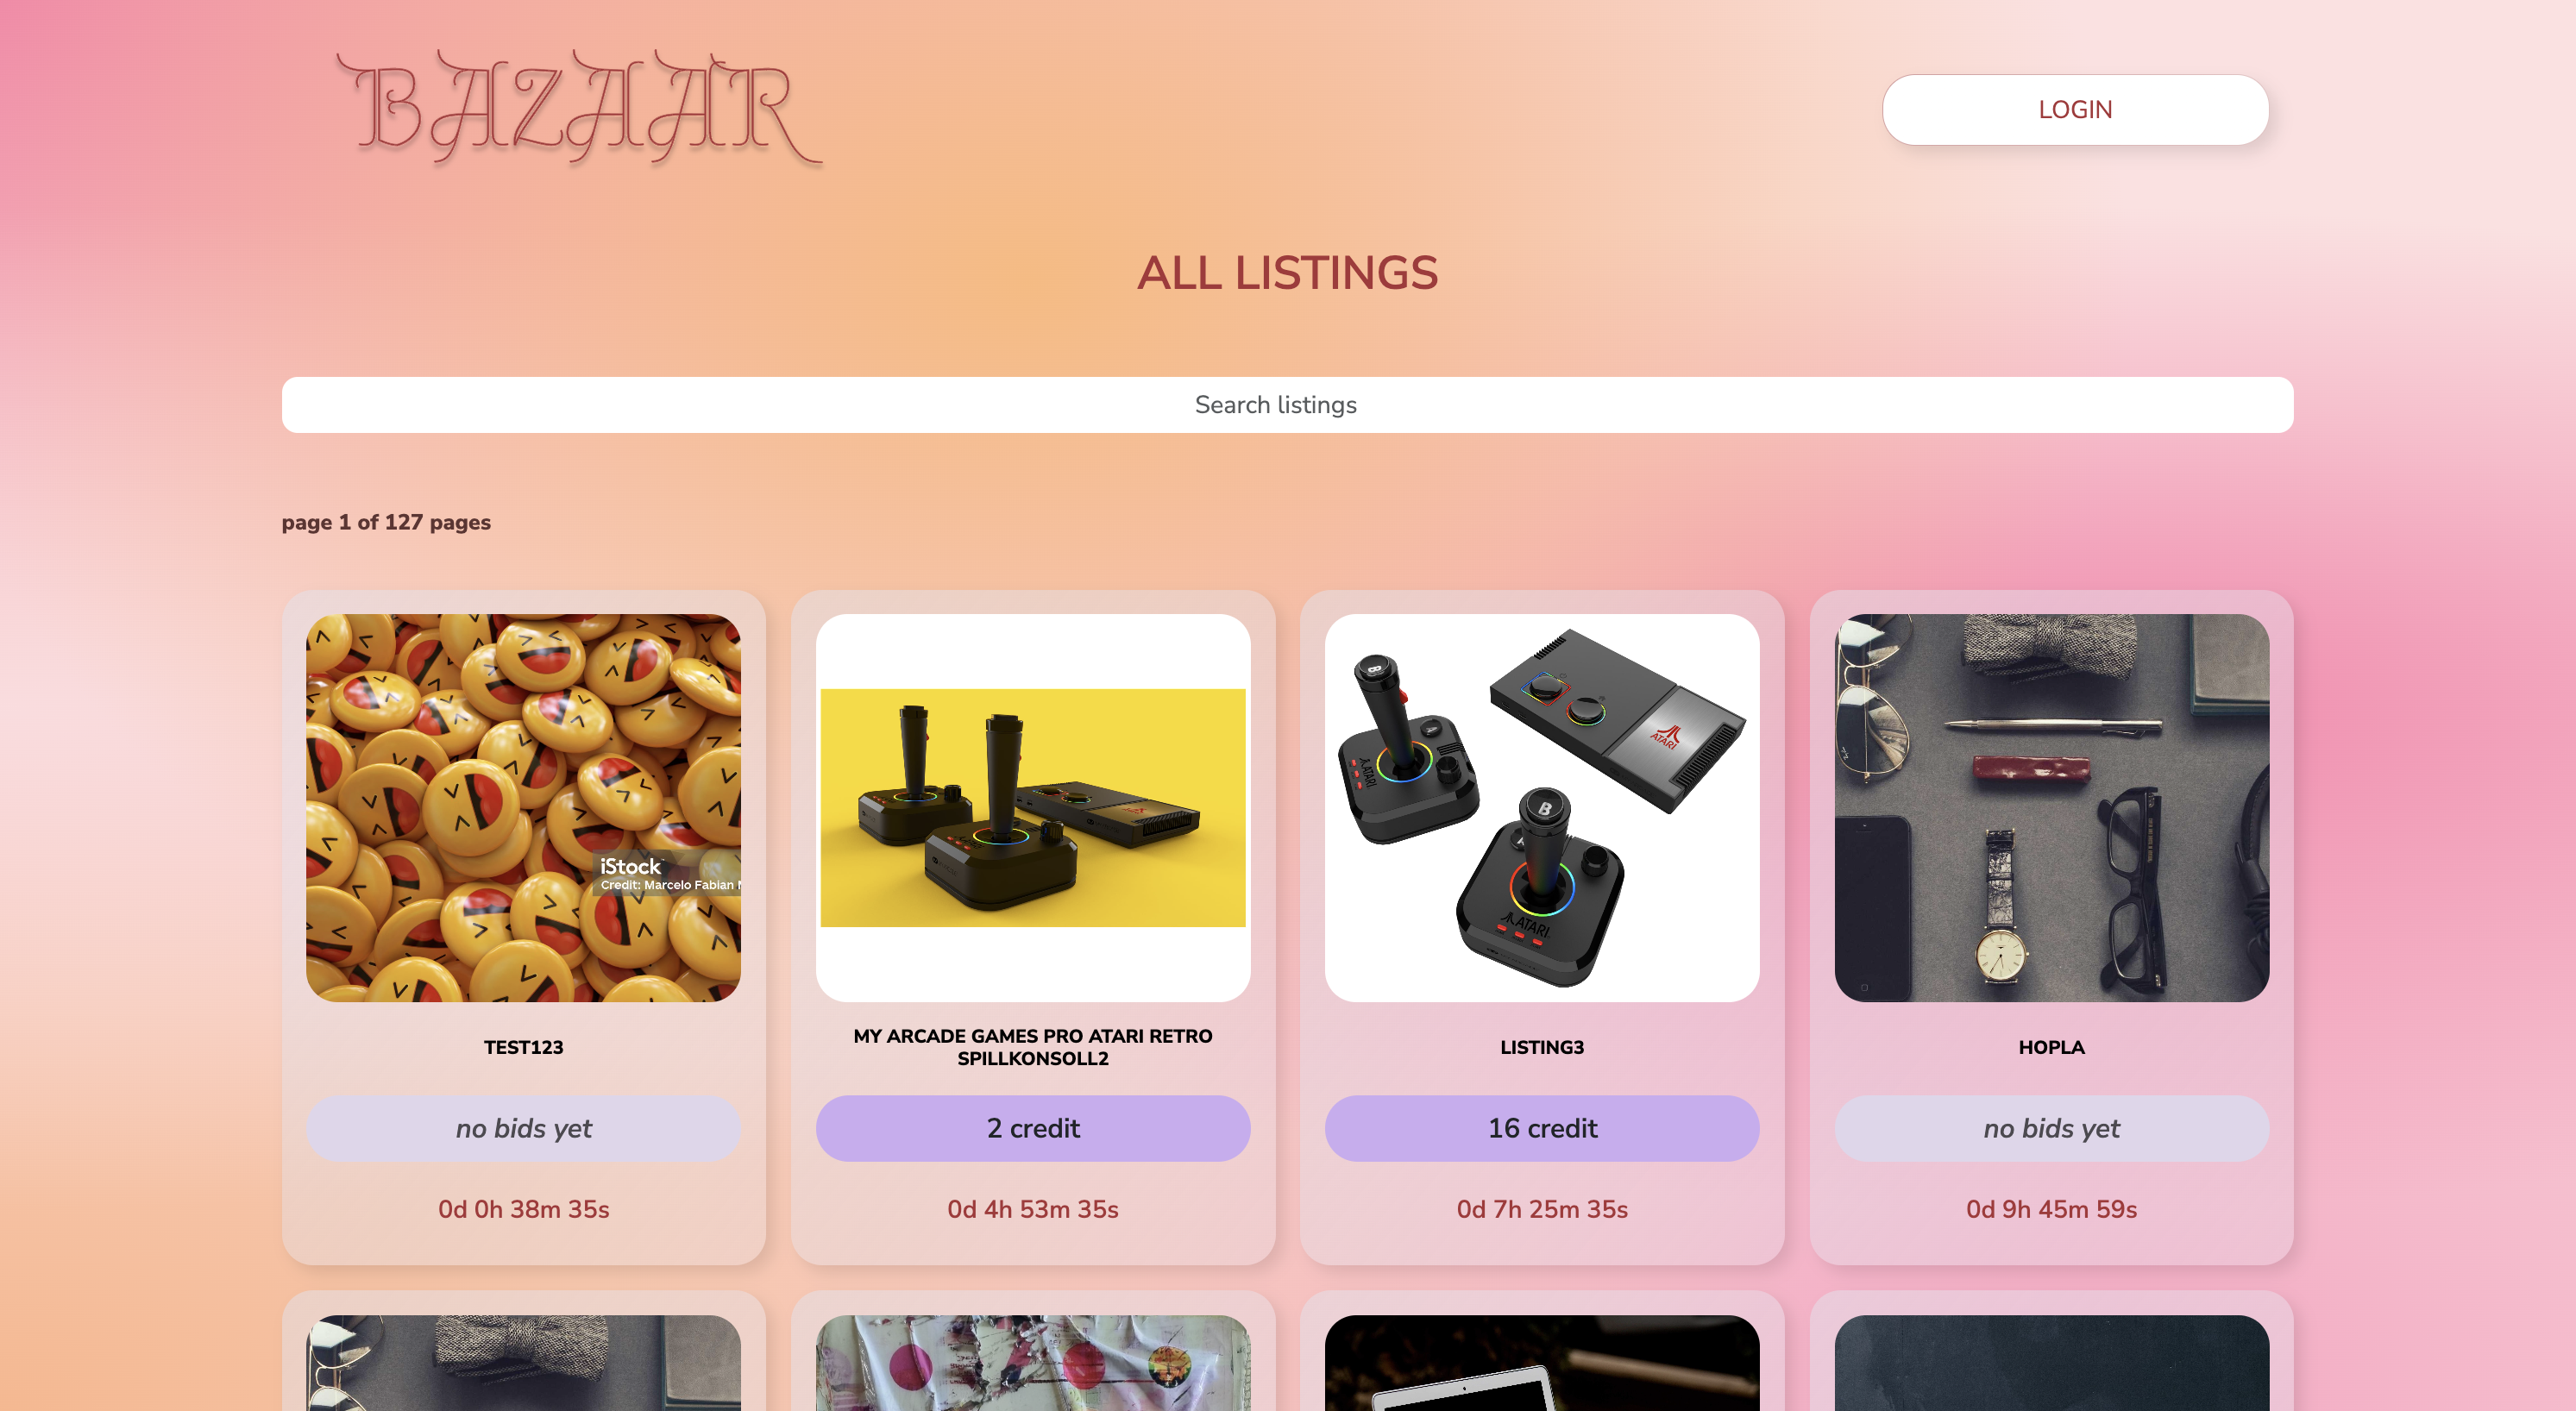 BAZAAR
LOGIN
ALL LISTINGS
Search listings
page 1 of 127 pages
iStock
Credit: Marcelo Fabian
ATARI
ATARI
ATARI
B
B
TEST123
MY ARCADE GAMES PRO ATARI RETRO
SPILLKONSOLL2
LISTING3
HOPLA
no bids yet
2 credit
16 credit
no bids yet
0d 0h 38m 35s
0d 4h 53m 35s
0d 7h 25m 35s
0d 9h 45m 59s